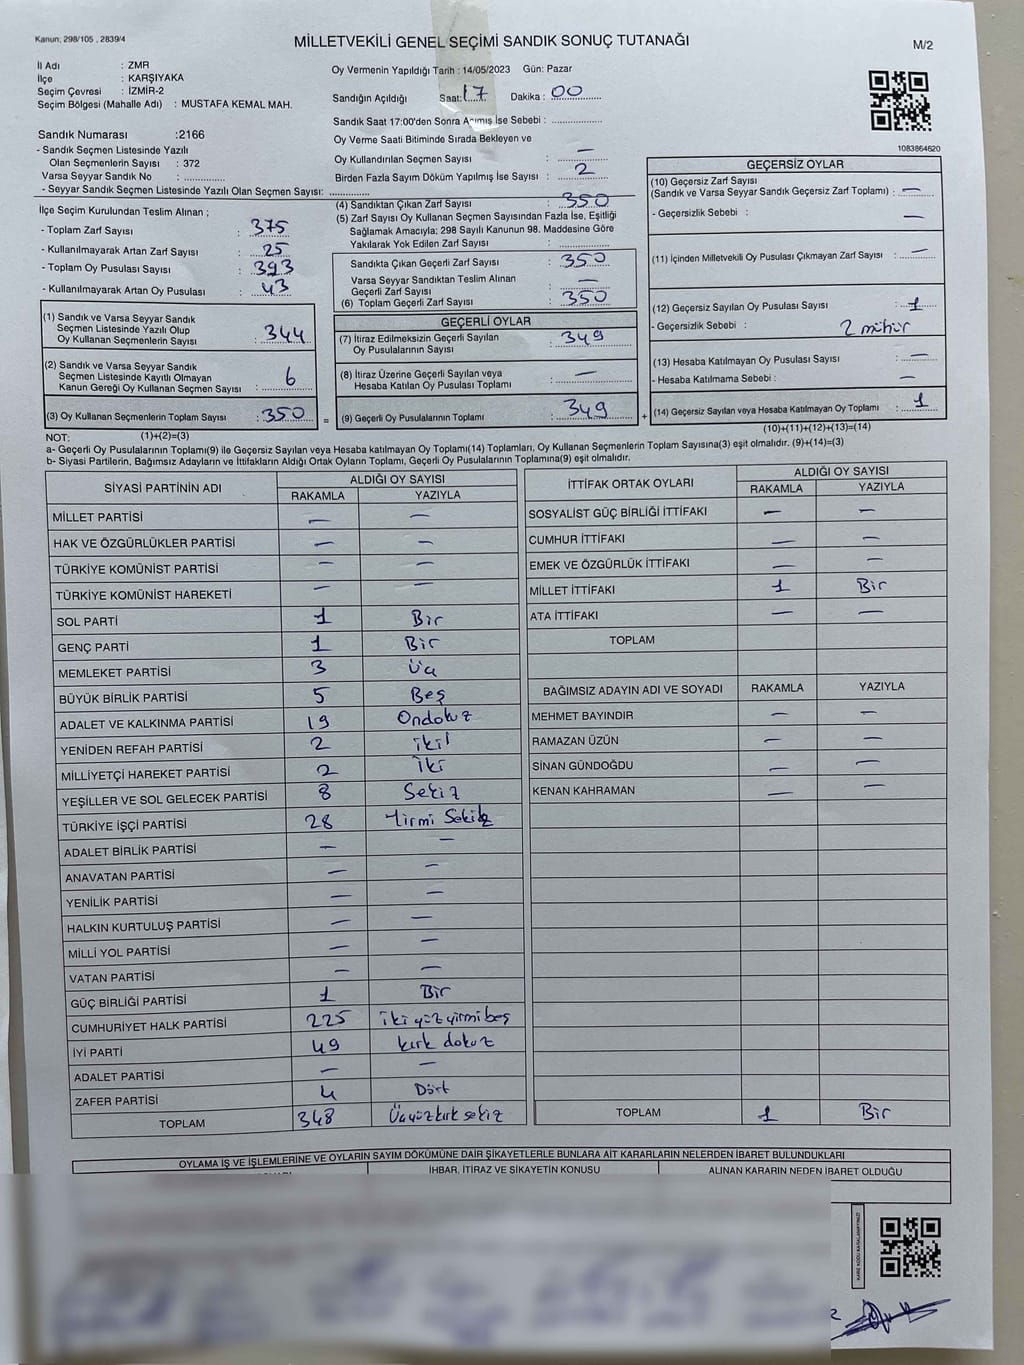 Kanun: 298/105 , 2839/4
MİLLETVEKİLİ GENEL SEÇİMİ SANDIK SONUÇ TUTANAĞI
M/2
İl Adı : ZMR
İlçe : KARŞIYAKA
Seçim Çevresi : İZMİR-2
Seçim Bölgesi (Mahalle Adı) : MUSTAFA KEMAL MAH.
Sandık Numarası :2166
- Sandık Seçmen Listesinde Yazılı
Olan Seçmenlerin Sayısı : 372
Varsa Seyyar Sandık No :
- Seyyar Sandık Seçmen Listesinde Yazılı Olan Seçmen Sayısı:
Oy Vermenin Yapıldığı Tarih : 14/05/2023 Gün: Pazar
Sandığın Açıldığı Saat: 17 Dakika : 00
Sandık Saat 17:00'den Sonra Açımış İse Sebebi :
Oy Verme Saati Bitiminde Sırada Bekleyen ve
Oy Kullandırılan Seçmen Sayısı : —
Birden Fazla Sayım Döküm Yapılmış İse Sayısı : 2
1083864620
İlçe Seçim Kurulundan Teslim Alınan ;
- Toplam Zarf Sayısı : 375
- Kullanılmayarak Artan Zarf Sayısı : 25
- Toplam Oy Pusulası Sayısı : 393
- Kullanılmayarak Artan Oy Pusulası : 43
(1) Sandık ve Varsa Seyyar Sandık
Seçmen Listesinde Yazılı Olup
Oy Kullanan Seçmenlerin Sayısı : 344
(2) Sandık ve Varsa Seyyar Sandık
Seçmen Listesinde Kayıtlı Olmayan
Kanun Gereği Oy Kullanan Seçmen Sayısı : 6
(3) Oy Kullanan Seçmenlerin Toplam Sayısı : 350
(4) Sandıktan Çıkan Zarf Sayısı : 350
(5) Zarf Sayısı Oy Kullanan Seçmen Sayısından Fazla İse, Eşitliği
Sağlamak Amacıyla; 298 Sayılı Kanunun 98. Maddesine Göre
Yakılarak Yok Edilen Zarf Sayısı :
Sandıkta Çıkan Geçerli Zarf Sayısı : 350
Varsa Seyyar Sandıktan Teslim Alınan
Geçerli Zarf Sayısı : —
(6) Toplam Geçerli Zarf Sayısı : 350
GEÇERLİ OYLAR
(7) İtiraz Edilmeksizin Geçerli Sayılan
Oy Pusulalarının Sayısı : 349
(8) İtiraz Üzerine Geçerli Sayılan veya
Hesaba Katılan Oy Pusulası Toplamı : —
= (9) Geçerli Oy Pusulalarının Toplamı : 349
GEÇERSİZ OYLAR
(10) Geçersiz Zarf Sayısı
(Sandık ve Varsa Seyyar Sandık Geçersiz Zarf Toplamı) : —
- Geçersizlik Sebebi : —
(11) İçinden Milletvekili Oy Pusulası Çıkmayan Zarf Sayısı : —
(12) Geçersiz Sayılan Oy Pusulası Sayısı : 1
- Geçersizlik Sebebi : 2 mühür
(13) Hesaba Katılmayan Oy Pusulası Sayısı : —
- Hesaba Katılmama Sebebi : —
+ (14) Geçersiz Sayılan veya Hesaba Katılmayan Oy Toplamı : 1
NOT: (1)+(2)=(3)
(10)+(11)+(12)+(13)=(14)
a- Geçerli Oy Pusulalarının Toplamı(9) ile Geçersiz Sayılan veya Hesaba katılmayan Oy Toplamı(14) Toplamları, Oy Kullanan Seçmenlerin Toplam Sayısına(3) eşit olmalıdır. (9)+(14)=(3)
b- Siyasi Partilerin, Bağımsız Adayların ve İttifakların Aldığı Ortak Oyların Toplamı, Geçerli Oy Pusulalarının Toplamına(9) eşit olmalıdır.
SİYASİ PARTİNİN ADI ALDIĞI OY SAYISI
RAKAMLA YAZIYLA
MİLLET PARTİSİ — —
HAK VE ÖZGÜRLÜKLER PARTİSİ — —
TÜRKİYE KOMÜNİST PARTİSİ — —
TÜRKİYE KOMÜNİST HAREKETİ — —
SOL PARTİ 1 Bir
GENÇ PARTİ 1 Bir
MEMLEKET PARTİSİ 3 Üç
BÜYÜK BİRLİK PARTİSİ 5 Beş
ADALET VE KALKINMA PARTİSİ 19 Ondokuz
YENİDEN REFAH PARTİSİ 2 iki
MİLLİYETÇİ HAREKET PARTİSİ 2 iki
YEŞİLLER VE SOL GELECEK PARTİSİ 8 Sekiz
TÜRKİYE İŞÇİ PARTİSİ 28 Yirmi Sekiz
ADALET BİRLİK PARTİSİ — —
ANAVATAN PARTİSİ — —
YENİLİK PARTİSİ — —
HALKIN KURTULUŞ PARTİSİ — —
MİLLİ YOL PARTİSİ — —
VATAN PARTİSİ — —
GÜÇ BİRLİĞİ PARTİSİ 1 Bir
CUMHURİYET HALK PARTİSİ 225 iki yüz yirmi beş
İYİ PARTİ 49 kırk dokuz
ADALET PARTİSİ — —
ZAFER PARTİSİ 4 Dört
TOPLAM 348 Üçyüzkırk sekiz
İTTİFAK ORTAK OYLARI ALDIĞI OY SAYISI
RAKAMLA YAZIYLA
SOSYALİST GÜÇ BİRLİĞİ İTTİFAKI — —
CUMHUR İTTİFAKI — —
EMEK VE ÖZGÜRLÜK İTTİFAKI — —
MİLLET İTTİFAKI 1 Bir
ATA İTTİFAKI — —
TOPLAM
BAĞIMSIZ ADAYIN ADI VE SOYADI RAKAMLA YAZIYLA
MEHMET BAYINDIR — —
RAMAZAN ÜZÜN — —
SİNAN GÜNDOĞDU — —
KENAN KAHRAMAN — —
TOPLAM 1 Bir
OYLAMA İŞ VE İŞLEMLERİNE VE OYLARIN SAYIM DÖKÜMÜNE DAİR ŞİKAYETLERLE BUNLARA AİT KARARLARIN NELERDEN İBARET BULUNDUKLARI
İHBAR, İTİRAZ VE ŞİKAYETİN KONUSU ALINAN KARARIN NEDEN İBARET OLDUĞU